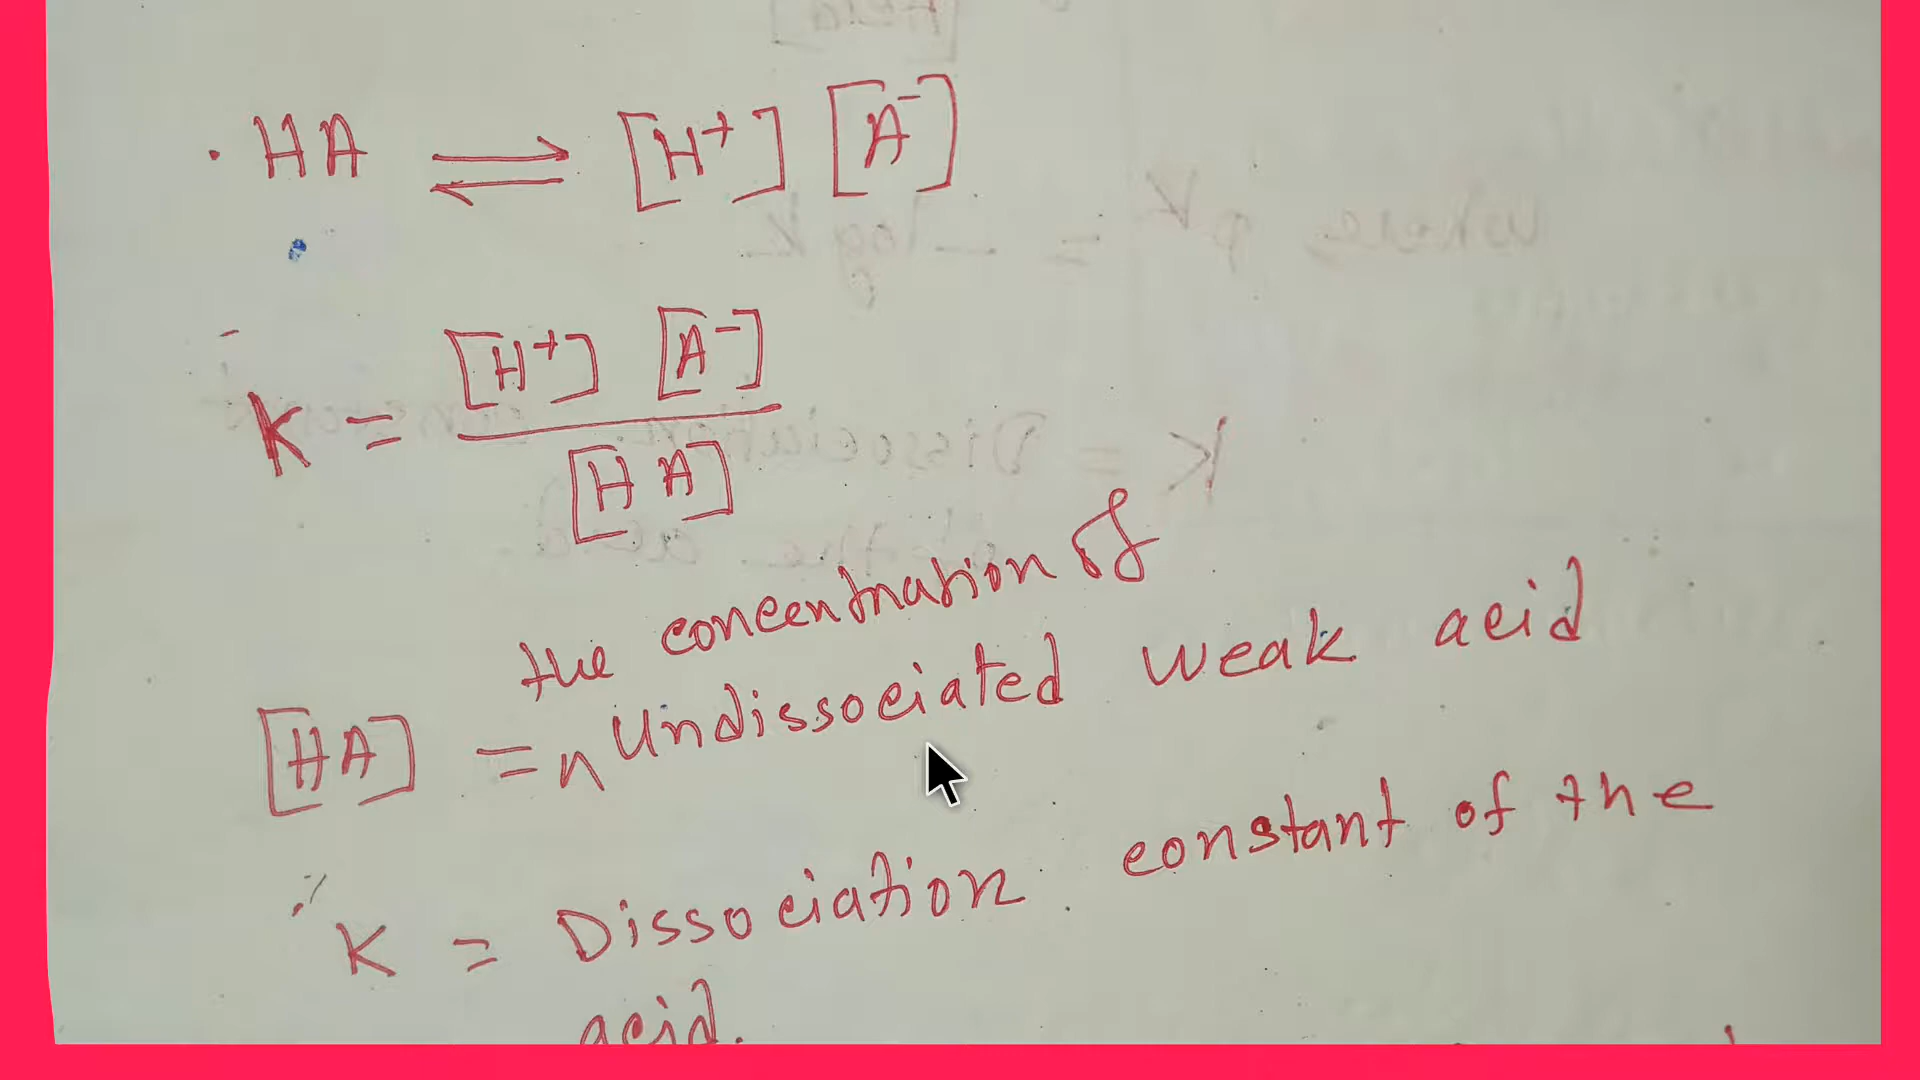 . HA ⇌ [H⁺] [A⁻]
K = [H⁺] [A⁻] / [HA]
the concentration of
[HA] = Undissociated weak acid
K = Dissociation constant of the
acid.